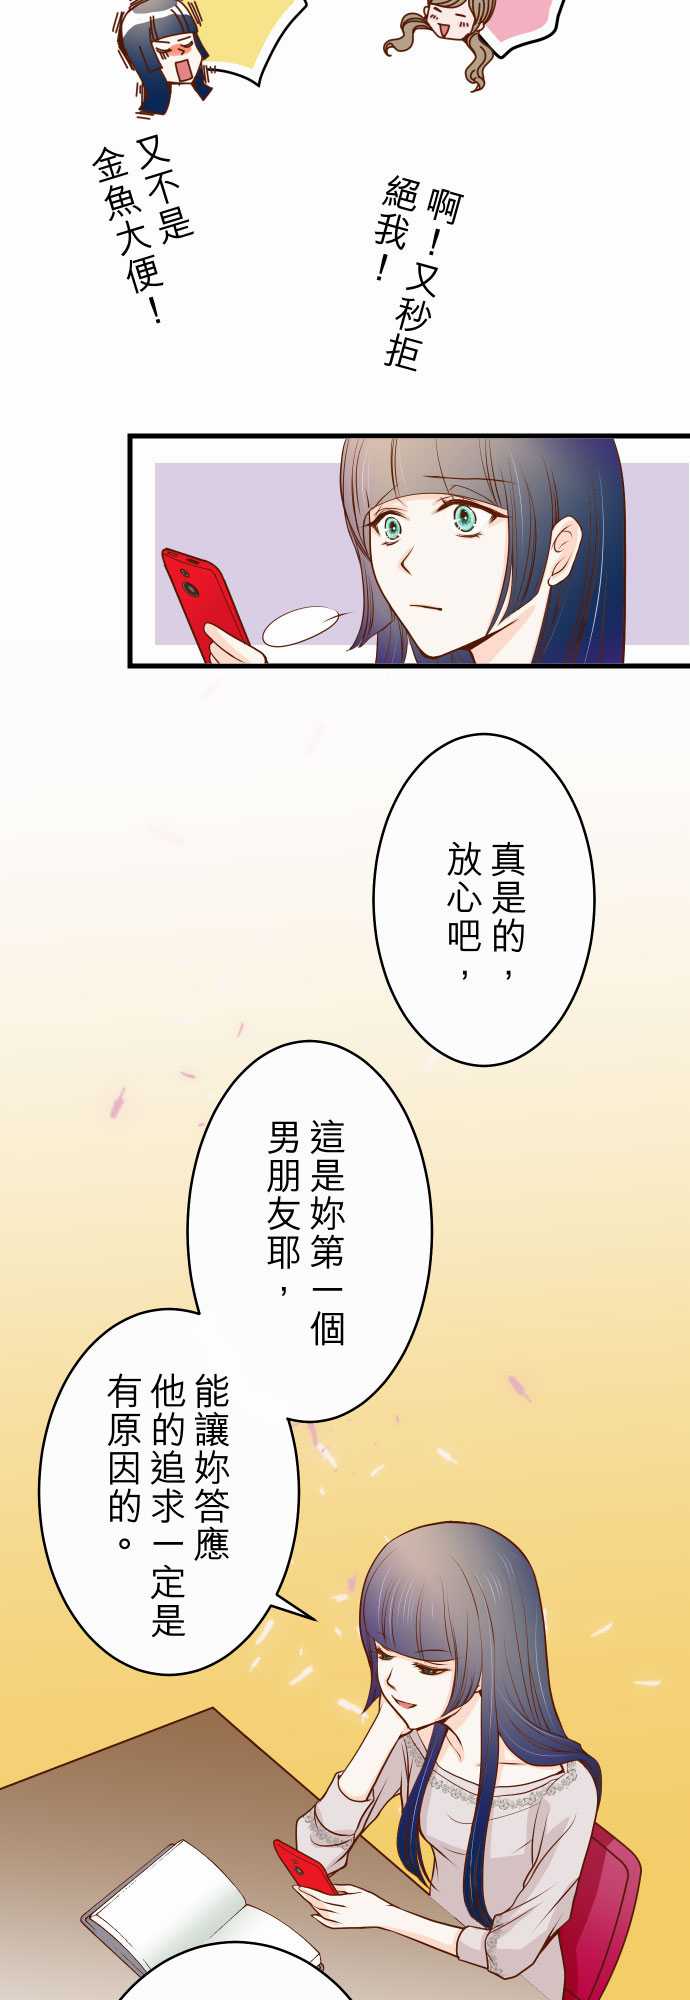 啊！又秒拒
絕我！
又不是
金魚大便！
真是的，
放心吧，
這是妳第一個
男朋友耶，
能讓妳答應
他的追求一定是
有原因的。